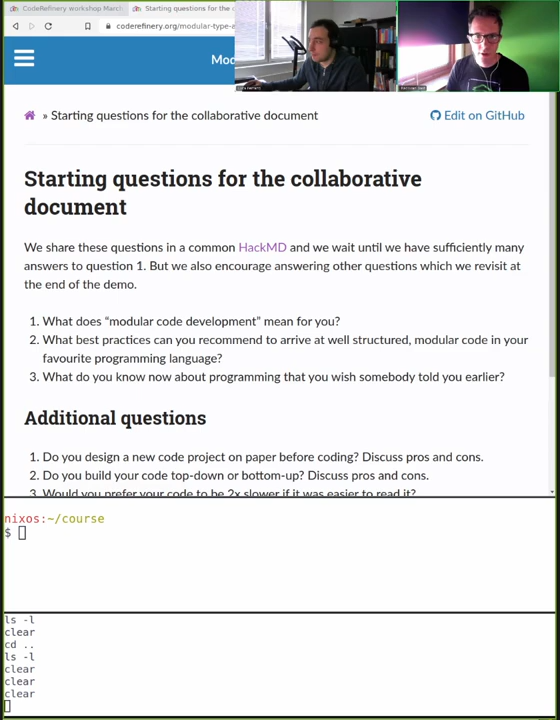 CodeRefinery workshop March
Starting questions for the c
coderefinery.org/modular-type-a
Mod
» Starting questions for the collaborative document
Edit on GitHub
Starting questions for the collaborative
document
We share these questions in a common HackMD and we wait until we have sufficiently many
answers to question 1. But we also encourage answering other questions which we revisit at
the end of the demo.
1. What does “modular code development” mean for you?
2. What best practices can you recommend to arrive at well structured, modular code in your
favourite programming language?
3. What do you know now about programming that you wish somebody told you earlier?
Additional questions
1. Do you design a new code project on paper before coding? Discuss pros and cons.
2. Do you build your code top-down or bottom-up? Discuss pros and cons.
3. Would you prefer your code to be 2x slower if it was easier to read it?
nixos:~/course
$
ls -l
clear
cd ..
ls -l
clear
clear
clear